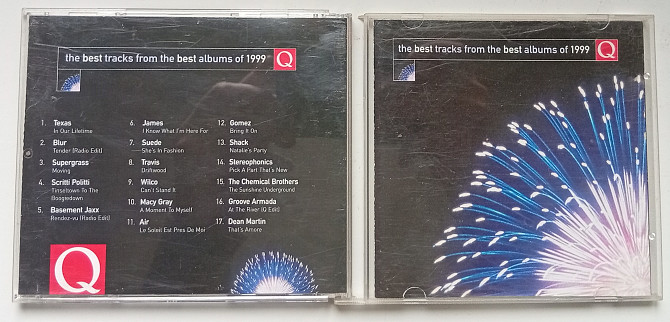 the best tracks from the best albums of 1999 Q
1. Texas
In Our Lifetime
2. Blur
Tender (Radio Edit)
3. Supergrass
Moving
4. Scritti Politti
Tinseltown To The
Boogiedown
5. Basement Jaxx
Rendez-vu (Radio Edit)
6. James
I Know What I'm Here For
7. Suede
She's In Fashion
8. Travis
Driftwood
9. Wilco
Can't Stand It
10. Macy Gray
A Moment To Myself
11. Air
Le Soleil Est Pres De Moi
12. Gomez
Bring It On
13. Shack
Natalie's Party
14. Stereophonics
Pick A Part That's New
15. The Chemical Brothers
The Sunshine Underground
16. Groove Armada
At The River (Q Edit)
17. Dean Martin
That's Amore
Q
the best tracks from the best albums of 1999 Q